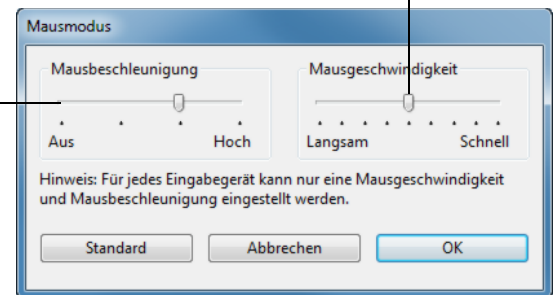 Mausmodus
Mausbeschleunigung
Aus Hoch
Mausgeschwindigkeit
Langsam Schnell
Hinweis: Für jedes Eingabegerät kann nur eine Mausgeschwindigkeit
und Mausbeschleunigung eingestellt werden.
Standard Abbrechen OK